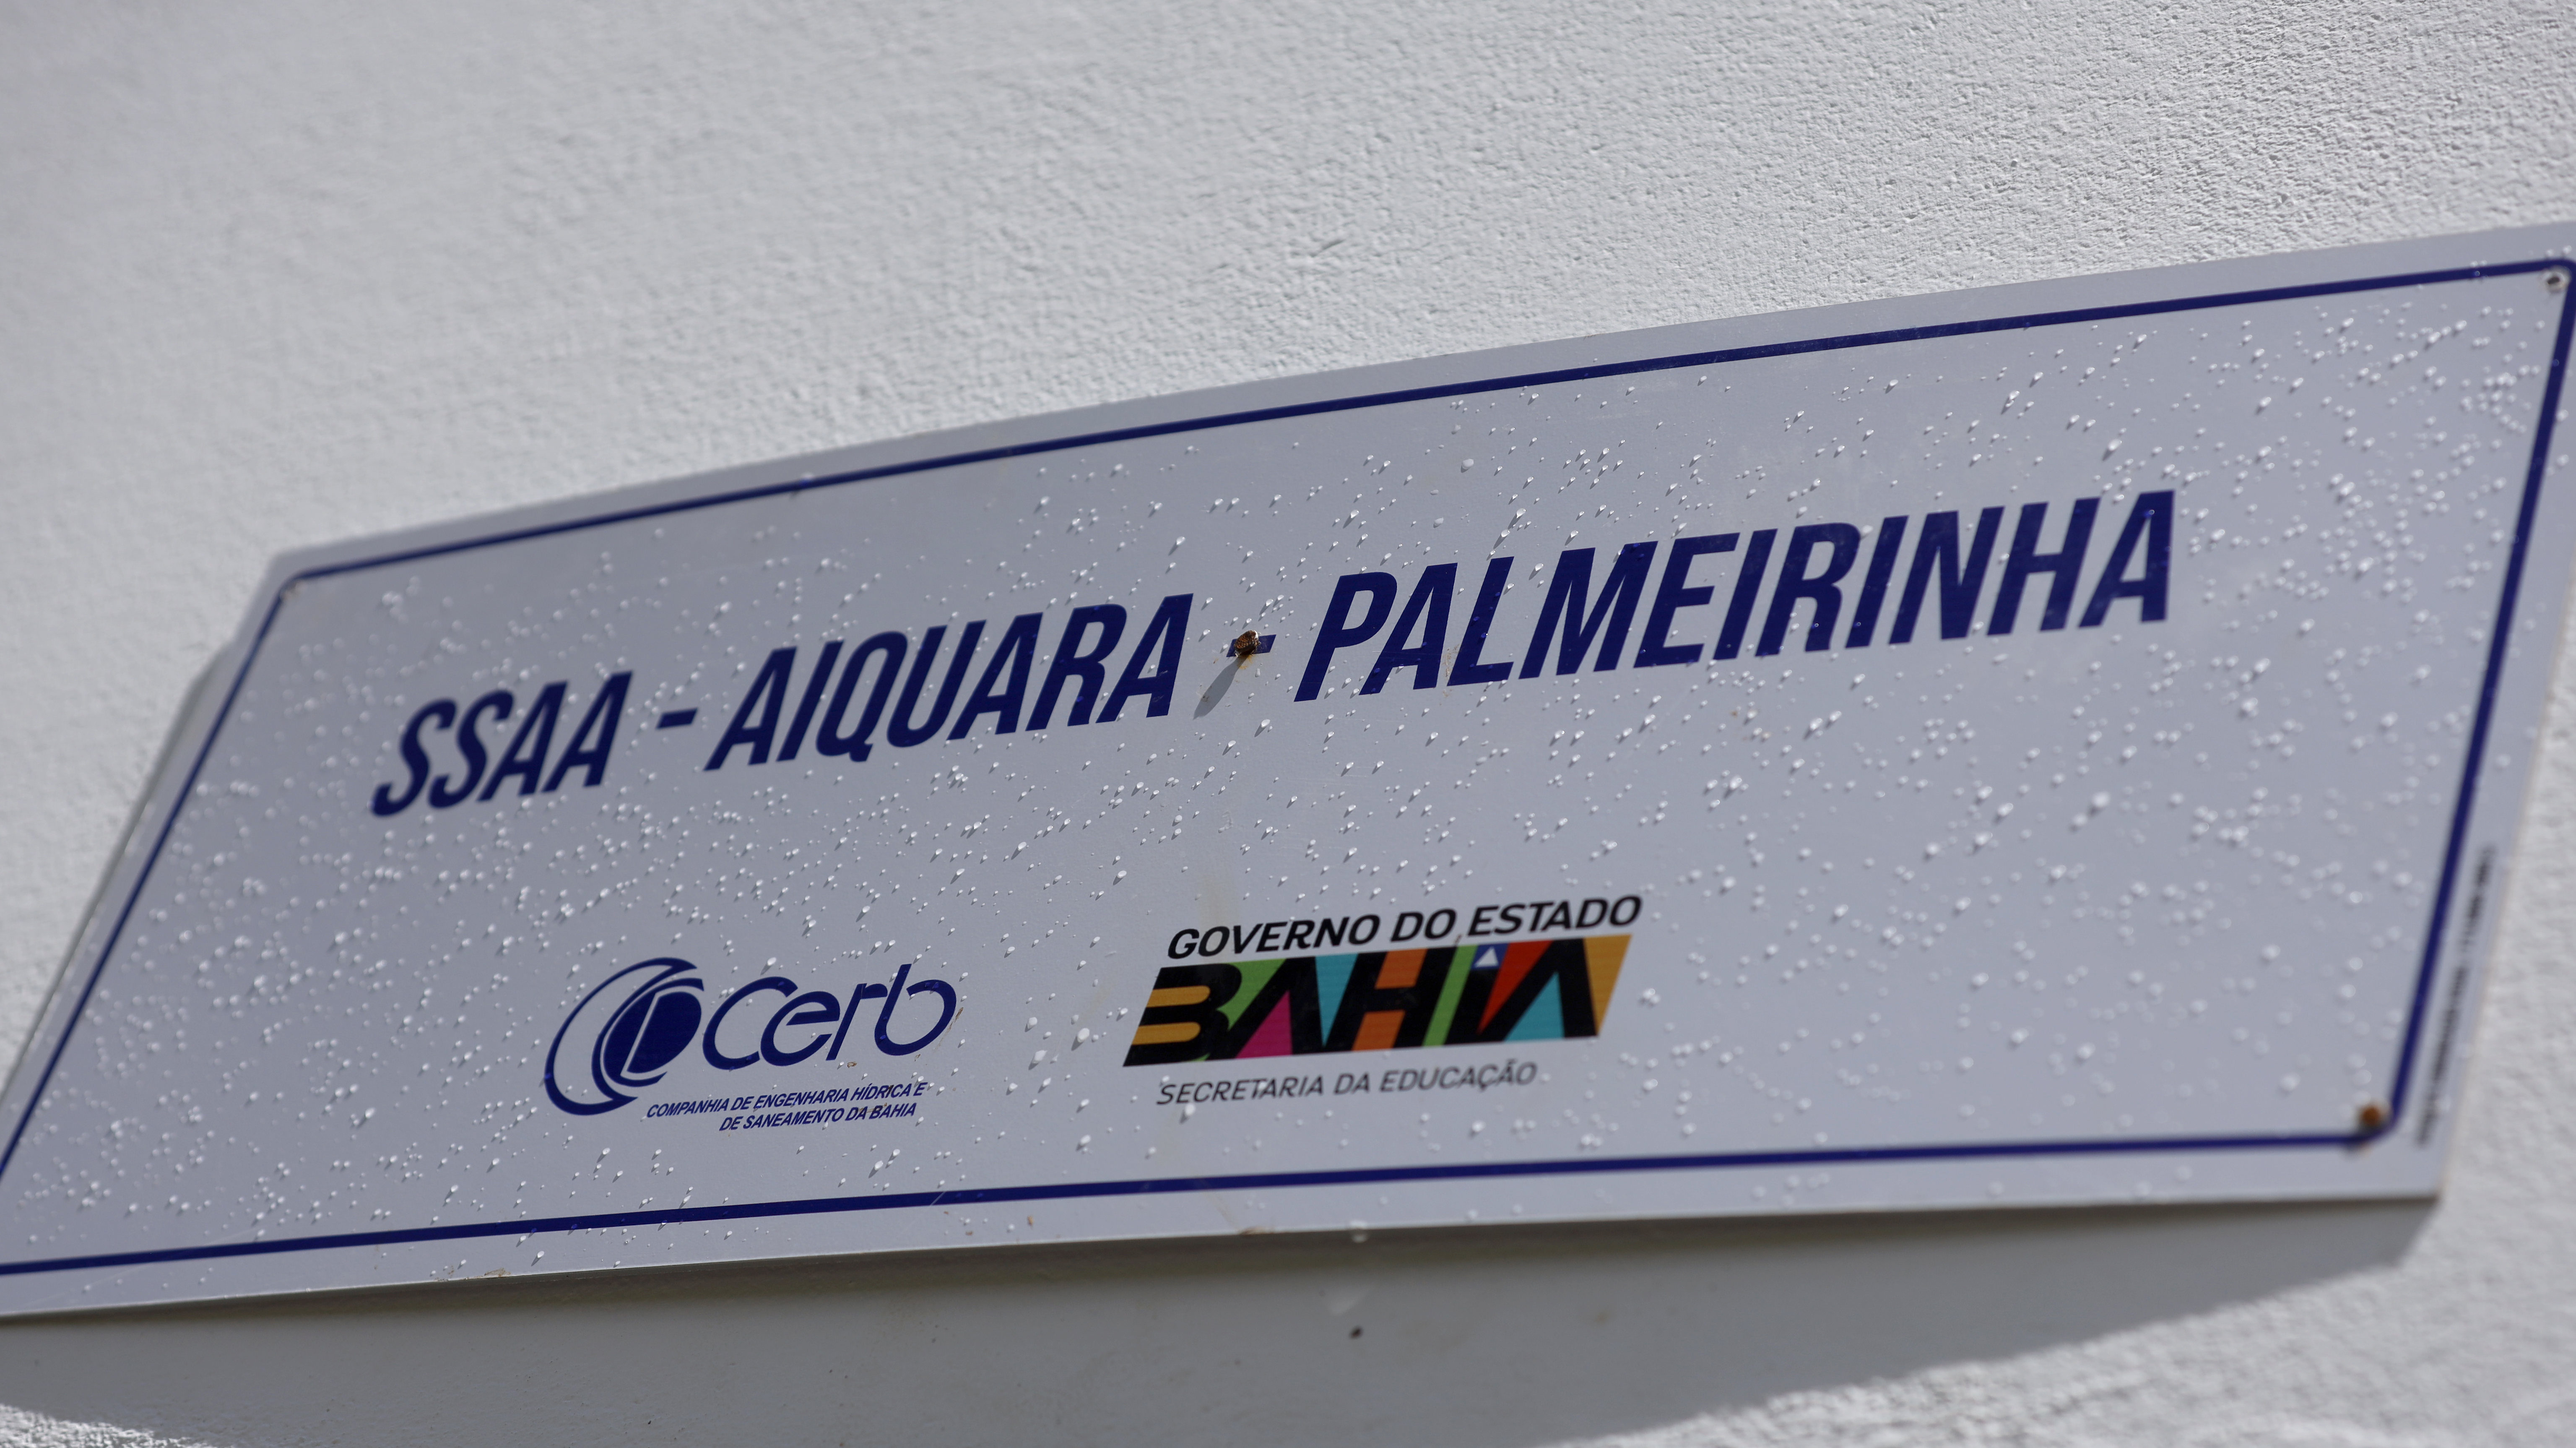 SSAA - AIQUARA - PALMEIRINHA
Cerb
COMPANHIA DE ENGENHARIA HÍDRICA E
DE SANEAMENTO DA BAHIA
GOVERNO DO ESTADO
BAHIA
SECRETARIA DA EDUCAÇÃO